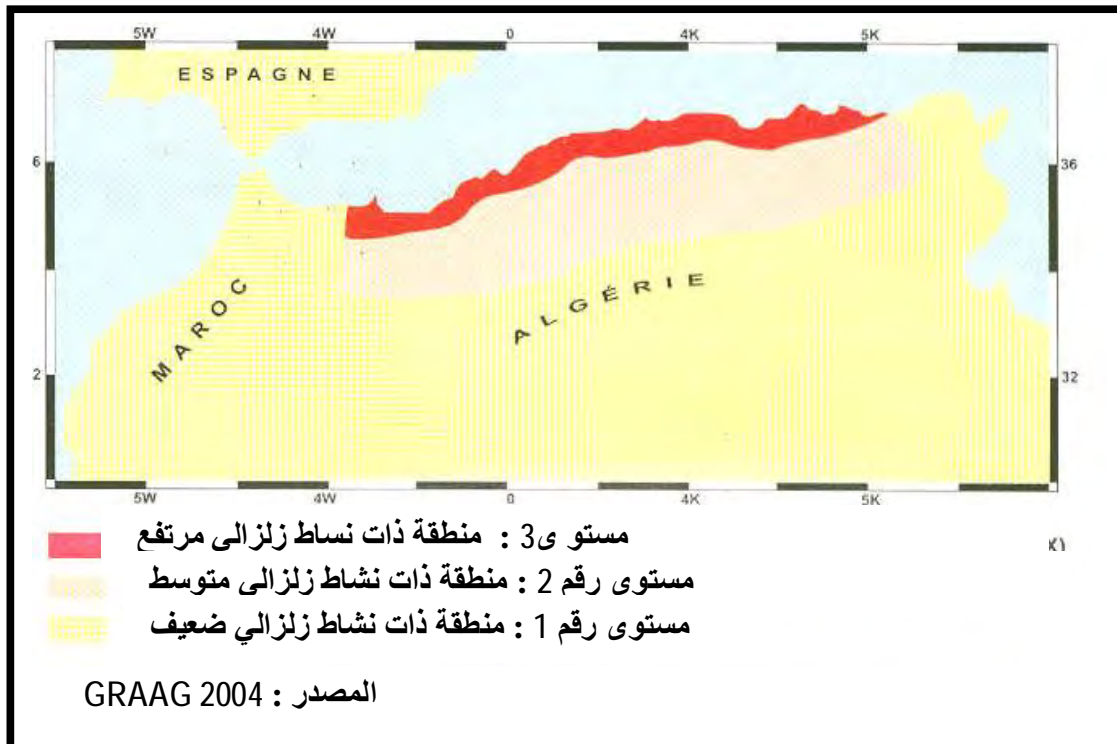 5W 4W 0 4K 5K
ESPAGNE
6 36
MAROC
ALGÉRIE
2 32
5W 4W 0 4K 5K
مستو ى3 : منطقة ذات نساط زلزالى مرتفع
X)
مستوى رقم 2 : منطقة ذات نشاط زلزالى متوسط
مستوى رقم 1 : منطقة ذات نشاط زلزالي ضعيف
المصدر : GRAAG 2004